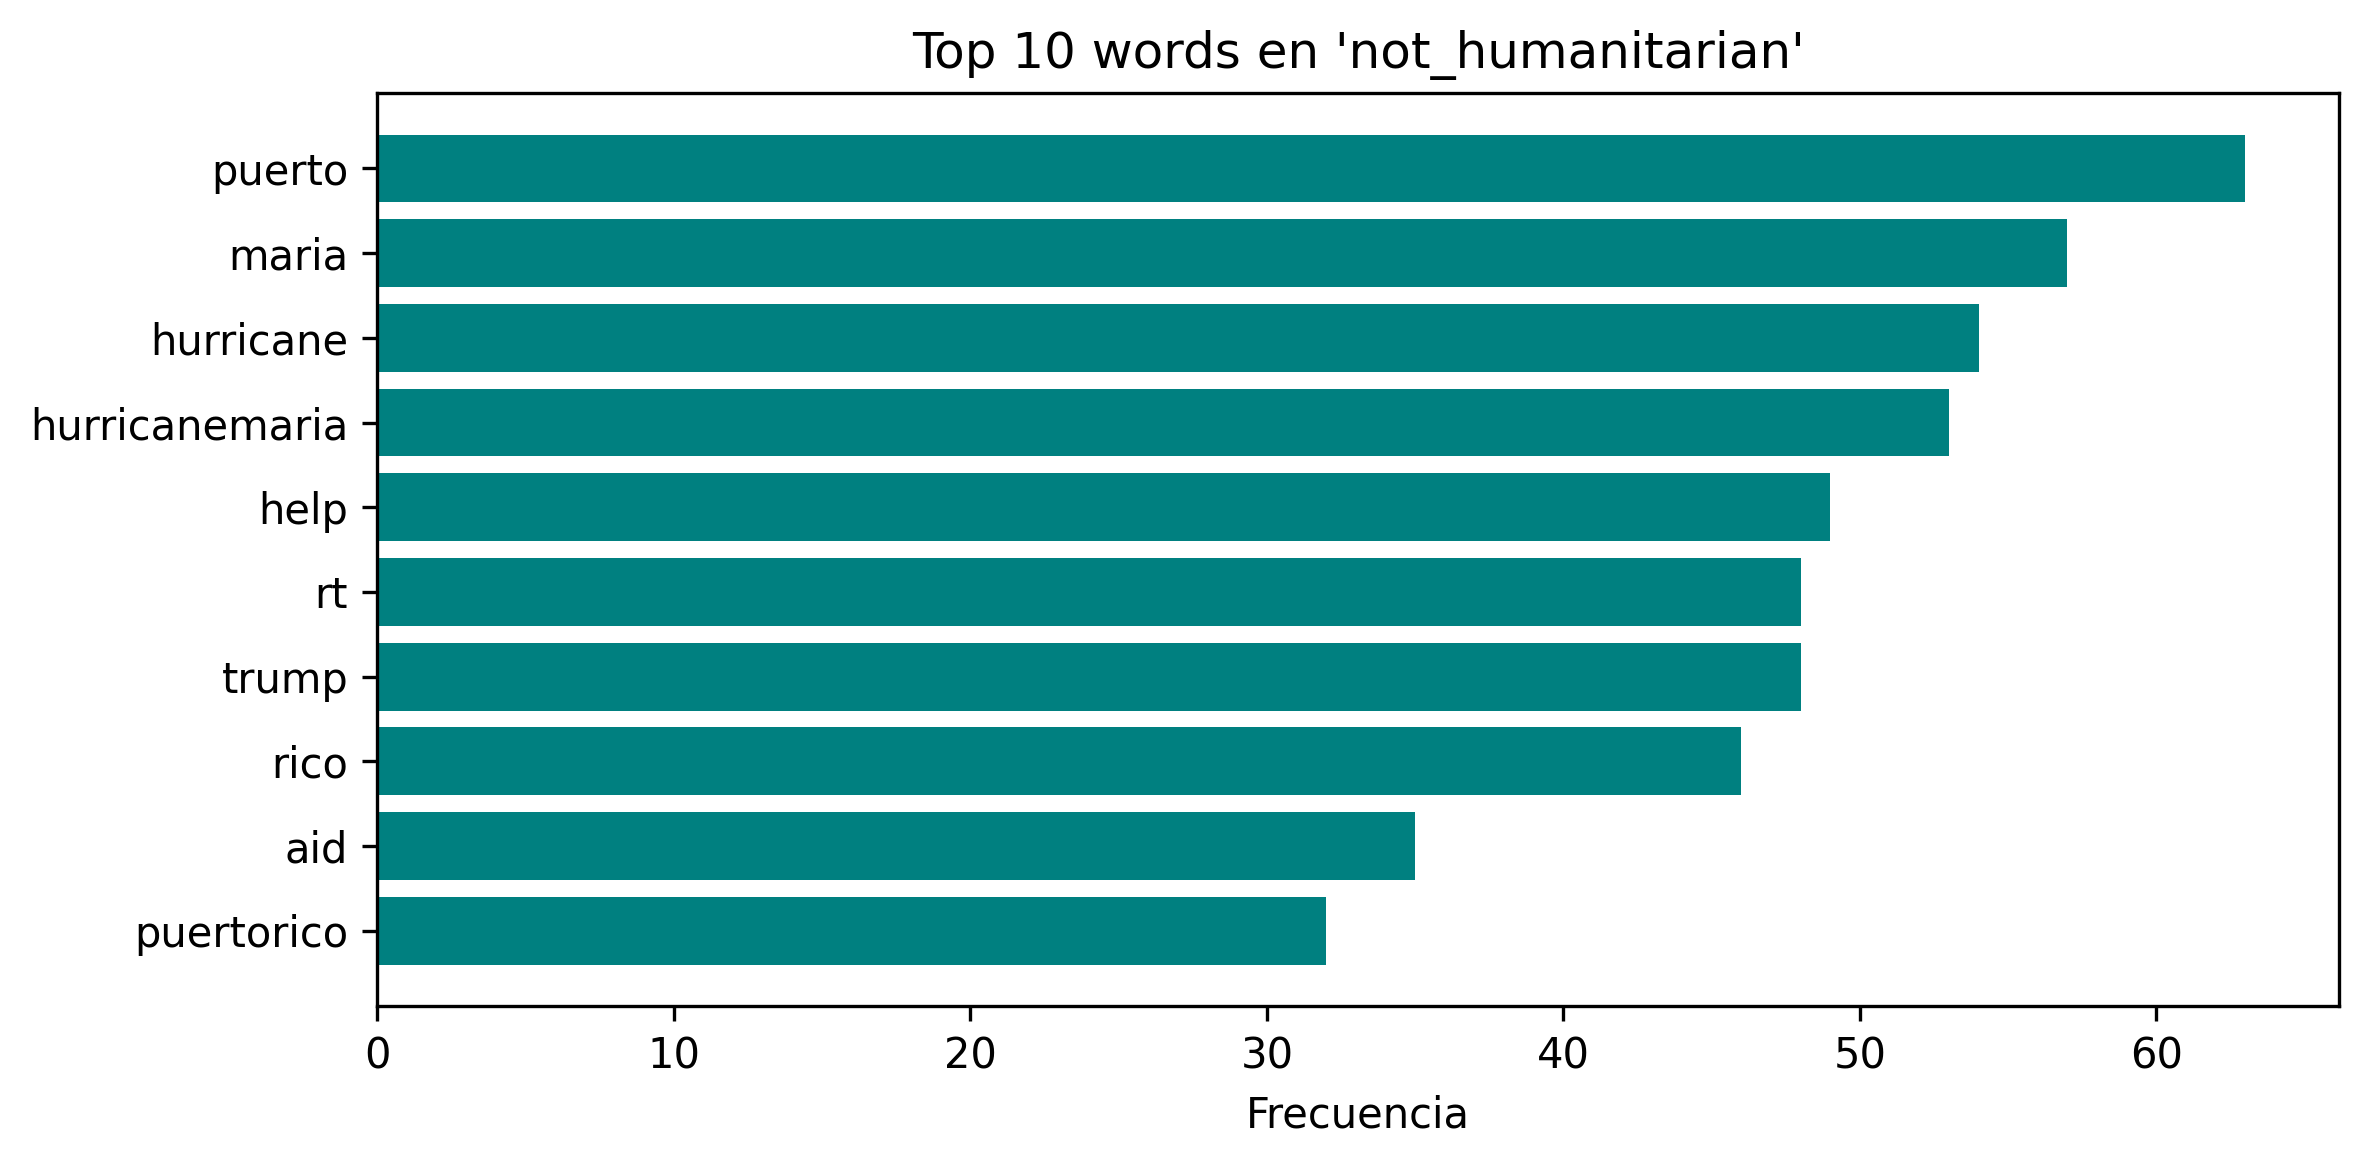 Top 10 words en 'not_humanitarian'
puerto
maria
hurricane
hurricanemaria
help
rt
trump
rico
aid
puertorico
0 10 20 30 40 50 60
Frecuencia